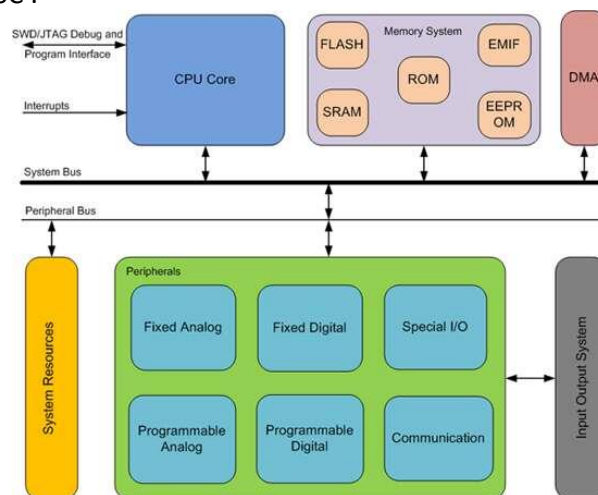 SWD/JTAG Debug and
Program Interface
Interrupts
CPU Core
Memory System
FLASH
EMIF
ROM
SRAM
EEPR
OM
DMA
System Bus
Peripheral Bus
System Resources
Peripherals
Fixed Analog
Fixed Digital
Special I/O
Programmable
Analog
Programmable
Digital
Communication
Input Output System